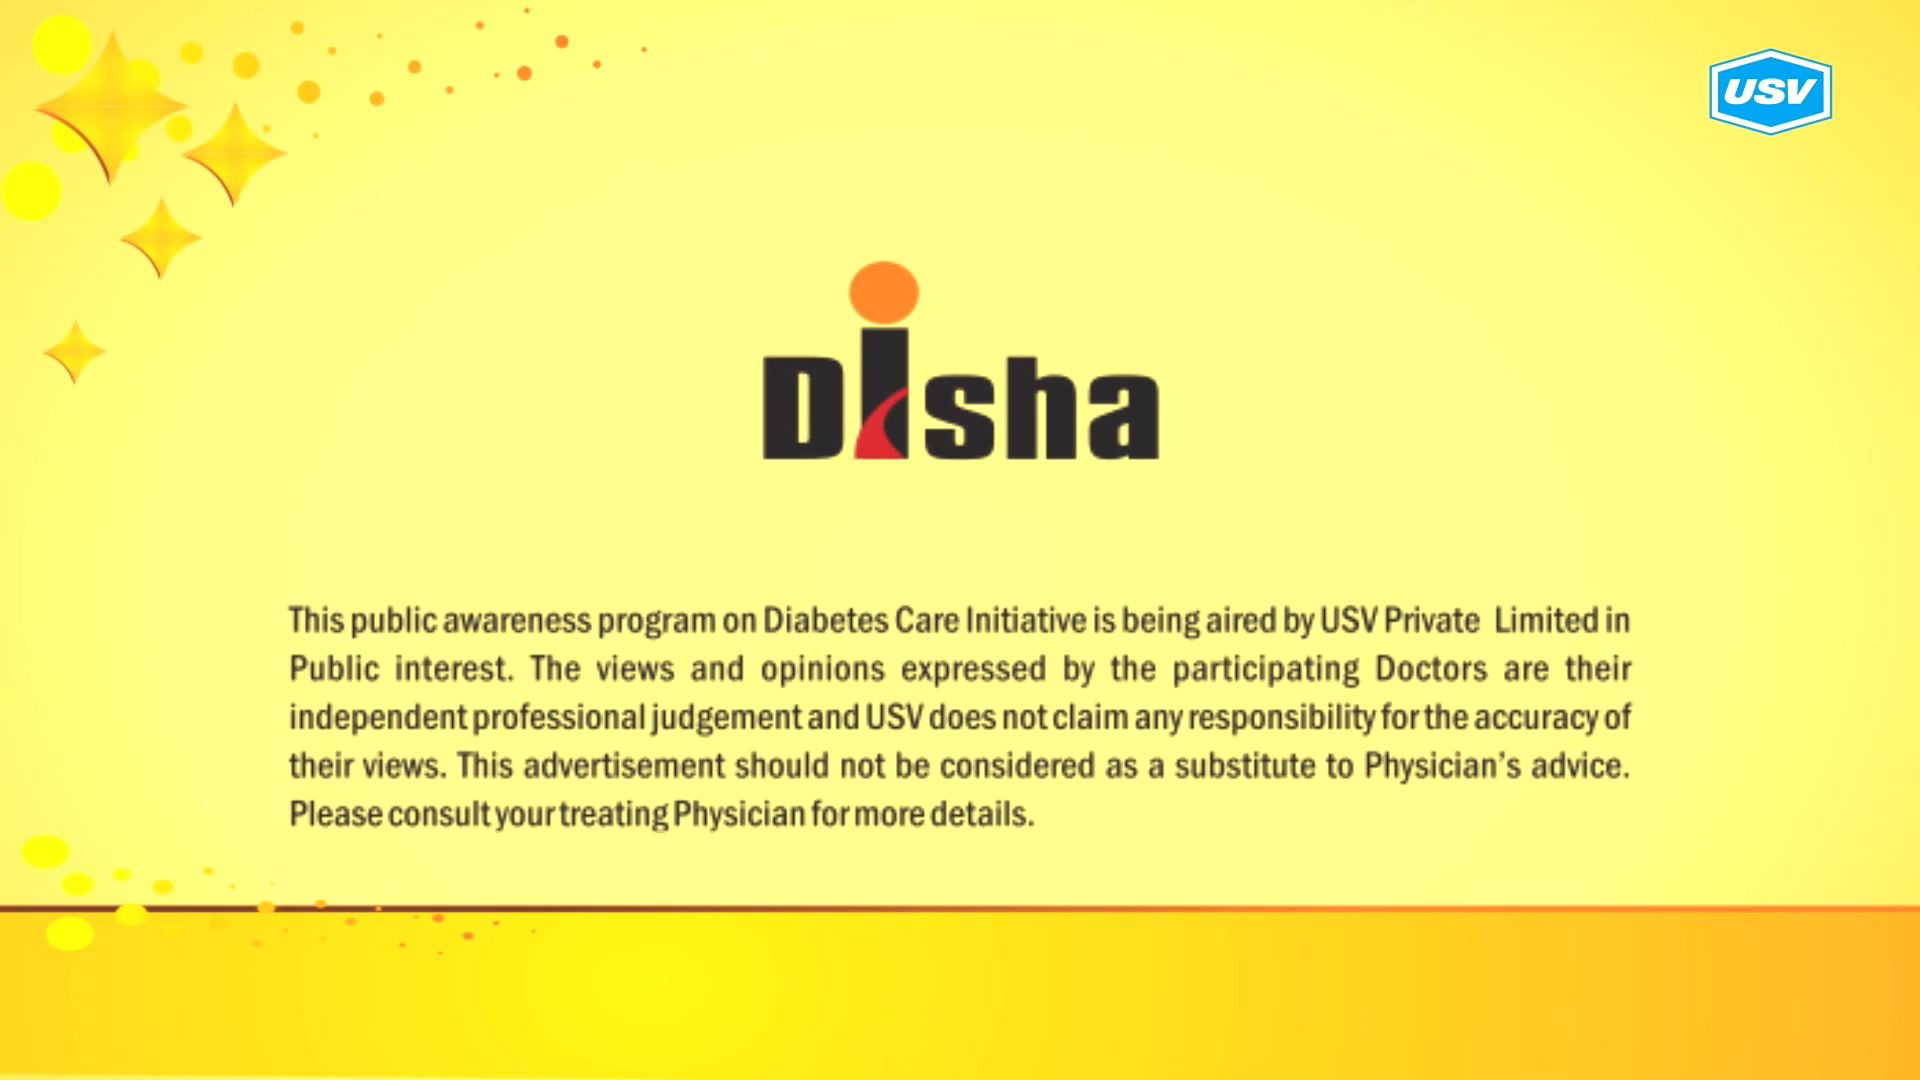 USV
Disha
This public awareness program on Diabetes Care Initiative is being aired by USV Private Limited in
Public interest. The views and opinions expressed by the participating Doctors are their
independent professional judgement and USV does not claim any responsibility for the accuracy of
their views. This advertisement should not be considered as a substitute to Physician’s advice.
Please consult your treating Physician for more details.